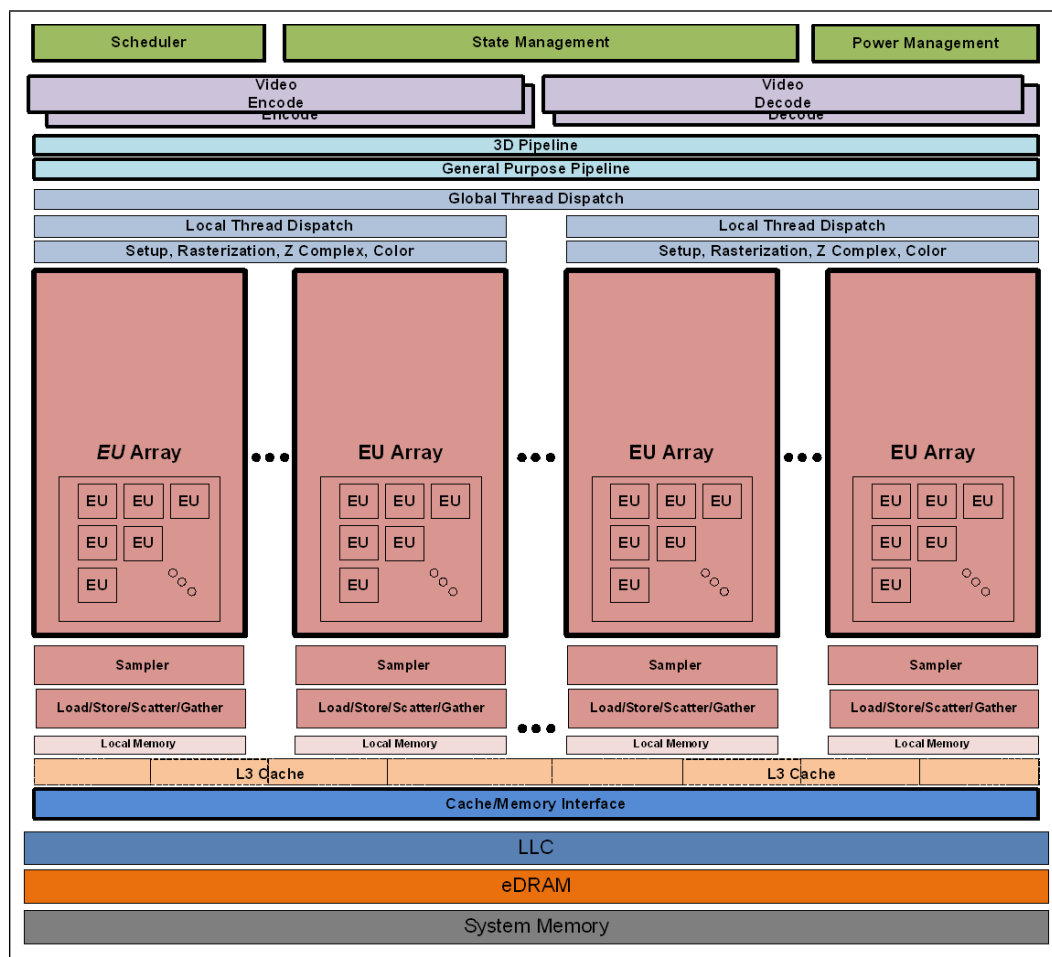 Scheduler
State Management
Power Management
Video
Encode
Encode
Video
Decode
Decode
3D Pipeline
General Purpose Pipeline
Global Thread Dispatch
Local Thread Dispatch
Local Thread Dispatch
Setup, Rasterization, Z Complex, Color
Setup, Rasterization, Z Complex, Color
EU Array
EU EU EU
EU EU
EU
EU Array
EU EU EU
EU EU
EU
EU Array
EU EU EU
EU EU
EU
EU Array
EU EU EU
EU EU
EU
Sampler
Sampler
Sampler
Sampler
Load/Store/Scatter/Gather
Load/Store/Scatter/Gather
Load/Store/Scatter/Gather
Load/Store/Scatter/Gather
Local Memory
Local Memory
Local Memory
Local Memory
L3 Cache
L3 Cache
Cache/Memory Interface
LLC
eDRAM
System Memory